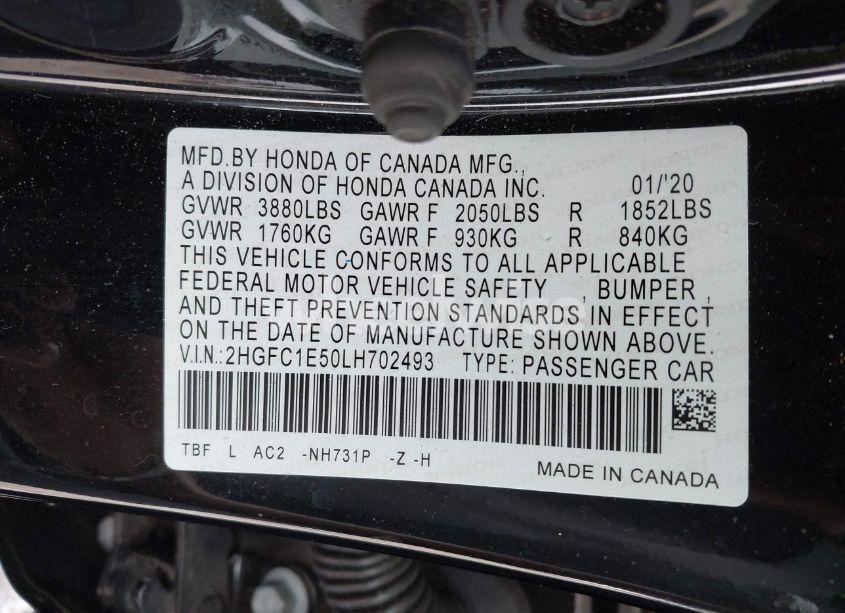 MFD.BY HONDA OF CANADA MFG.,
A DIVISION OF HONDA CANADA INC. 01/'20
GVWR 3880LBS GAWR F 2050LBS R 1852LBS
GVWR 1760KG GAWR F 930KG R 840KG
THIS VEHICLE CONFORMS TO ALL APPLICABLE
FEDERAL MOTOR VEHICLE SAFETY , BUMPER ,
AND THEFT PREVENTION STANDARDS IN EFFECT
ON THE DATE OF MANUFACTURE SHOWN ABOVE.
V.I.N.:2HGFC1E50LH702493 TYPE: PASSENGER CAR
TBF L AC2 -NH731P -Z -H
MADE IN CANADA